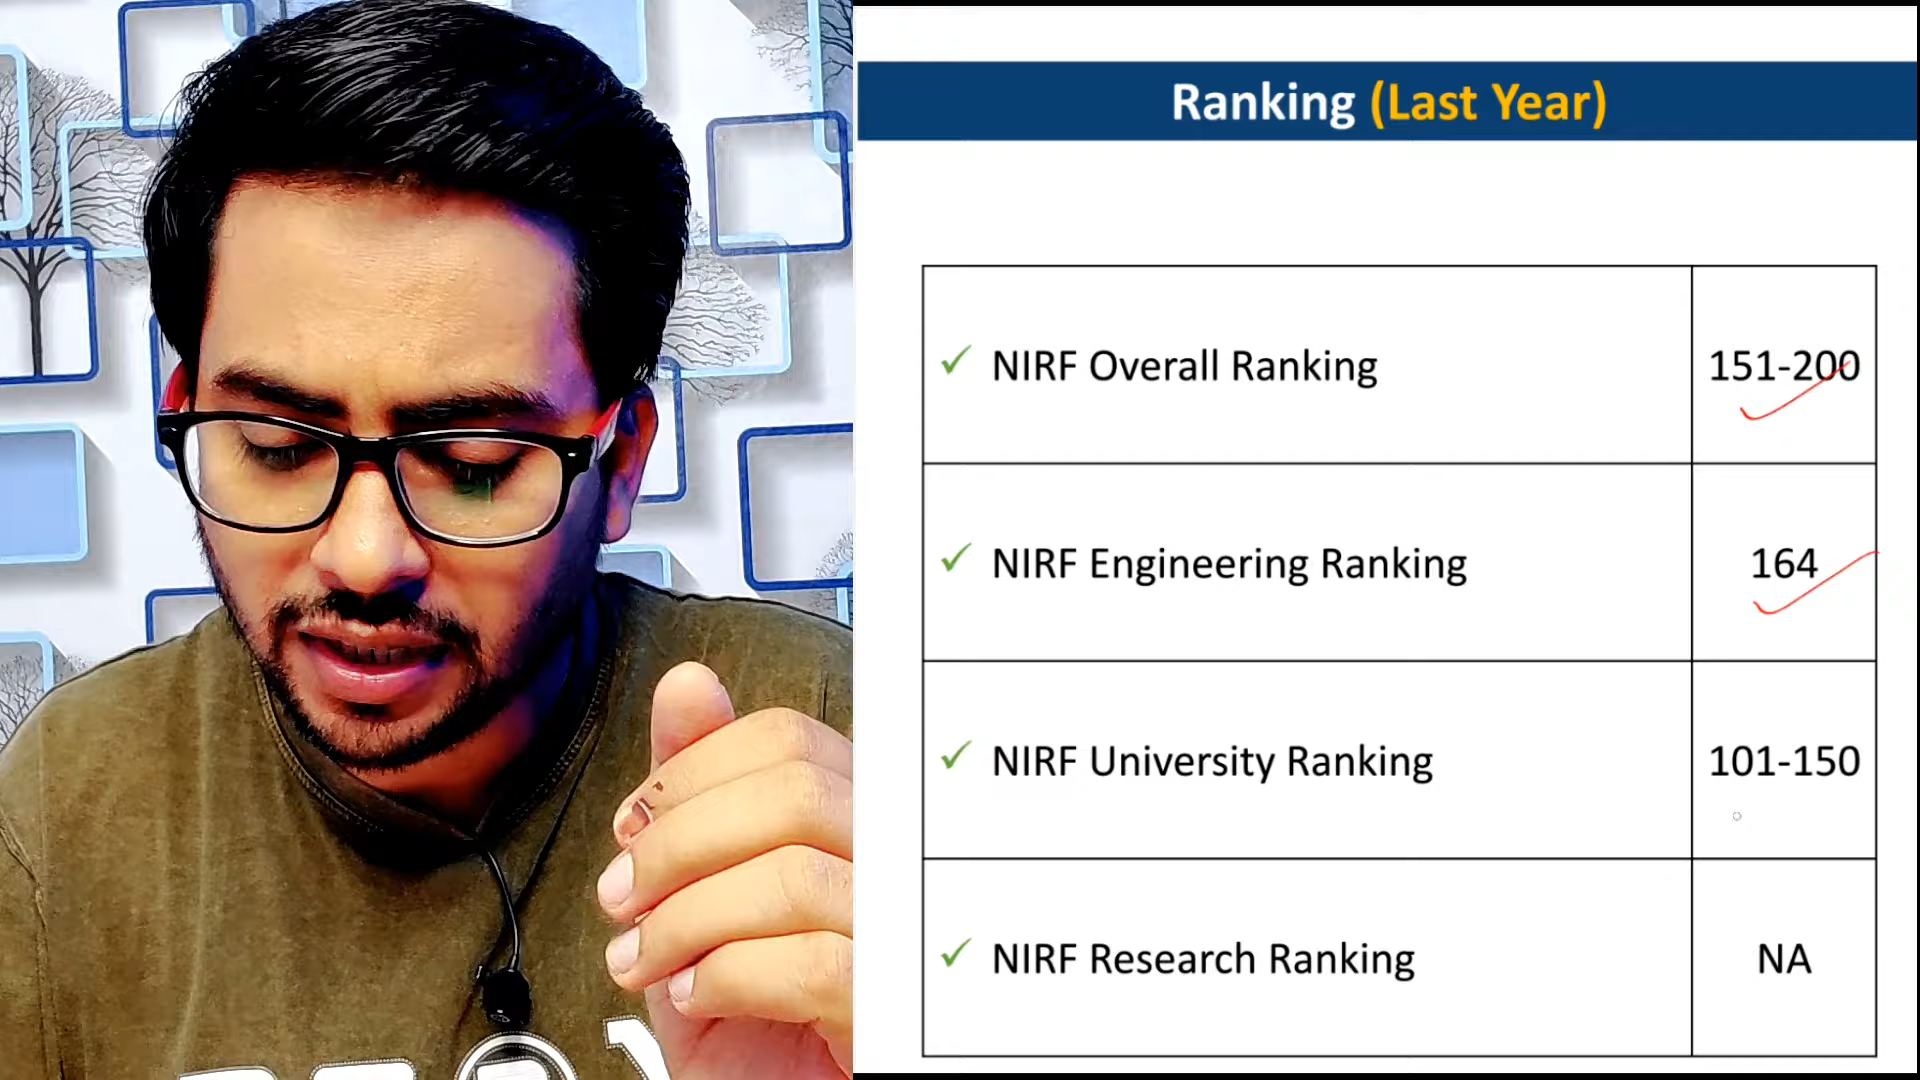 Ranking (Last Year)
NIRF Overall Ranking 151-200
NIRF Engineering Ranking 164
NIRF University Ranking 101-150
NIRF Research Ranking NA